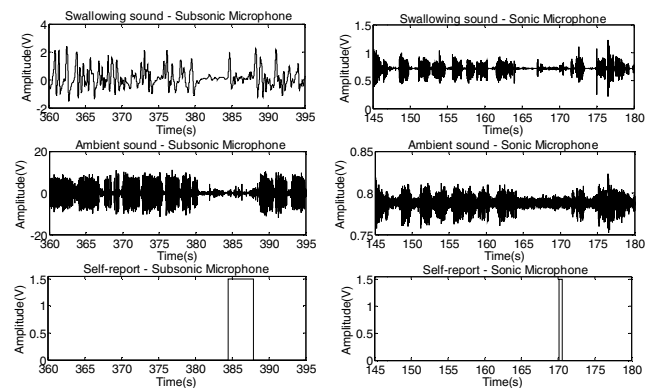 Swallowing sound - Subsonic Microphone
Amplitude(V)
4
2
0
-2
360 365 370 375 380 385 390 395
Time(s)
Swallowing sound - Sonic Microphone
Amplitude(V)
1.5
1
0.5
0
145 150 155 160 165 170 175 180
Time(s)
Ambient sound - Subsonic Microphone
Amplitude(V)
20
0
-20
360 365 370 375 380 385 390 395
Time(s)
Ambient sound - Sonic Microphone
Amplitude(V)
0.85
0.8
0.75
145 150 155 160 165 170 175 180
Time(s)
Self-report - Subsonic Microphone
Amplitude(V)
1.5
1
0.5
0
360 365 370 375 380 385 390 395
Time(s)
Self-report - Sonic Microphone
Amplitude(V)
1.5
1
0.5
0
145 150 155 160 165 170 175 180
Time(s)